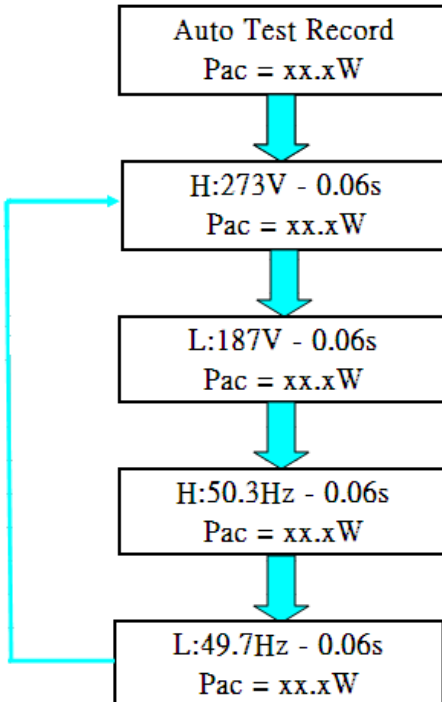 Auto Test Record
Pac = xx.xW
H:273V - 0.06s
Pac = xx.xW
L:187V - 0.06s
Pac = xx.xW
H:50.3Hz - 0.06s
Pac = xx.xW
L:49.7Hz - 0.06s
Pac = xx.xW